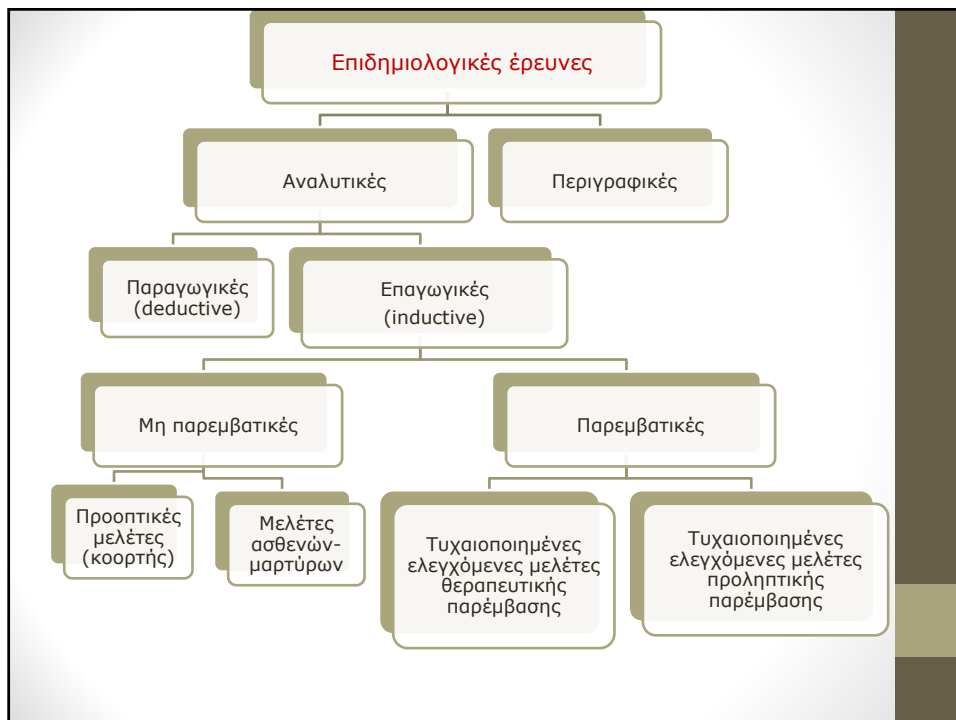 Επιδημιολογικές έρευνες
Αναλυτικές
Περιγραφικές
Παραγωγικές
(deductive)
Επαγωγικές
(inductive)
Μη παρεμβατικές
Παρεμβατικές
Προοπτικές
μελέτες
(κοορτής)
Μελέτες
ασθενών-
μαρτύρων
Τυχαιοποιημένες
ελεγχόμενες μελέτες
θεραπευτικής
παρέμβασης
Τυχαιοποιημένες
ελεγχόμενες μελέτες
προληπτικής
παρέμβασης